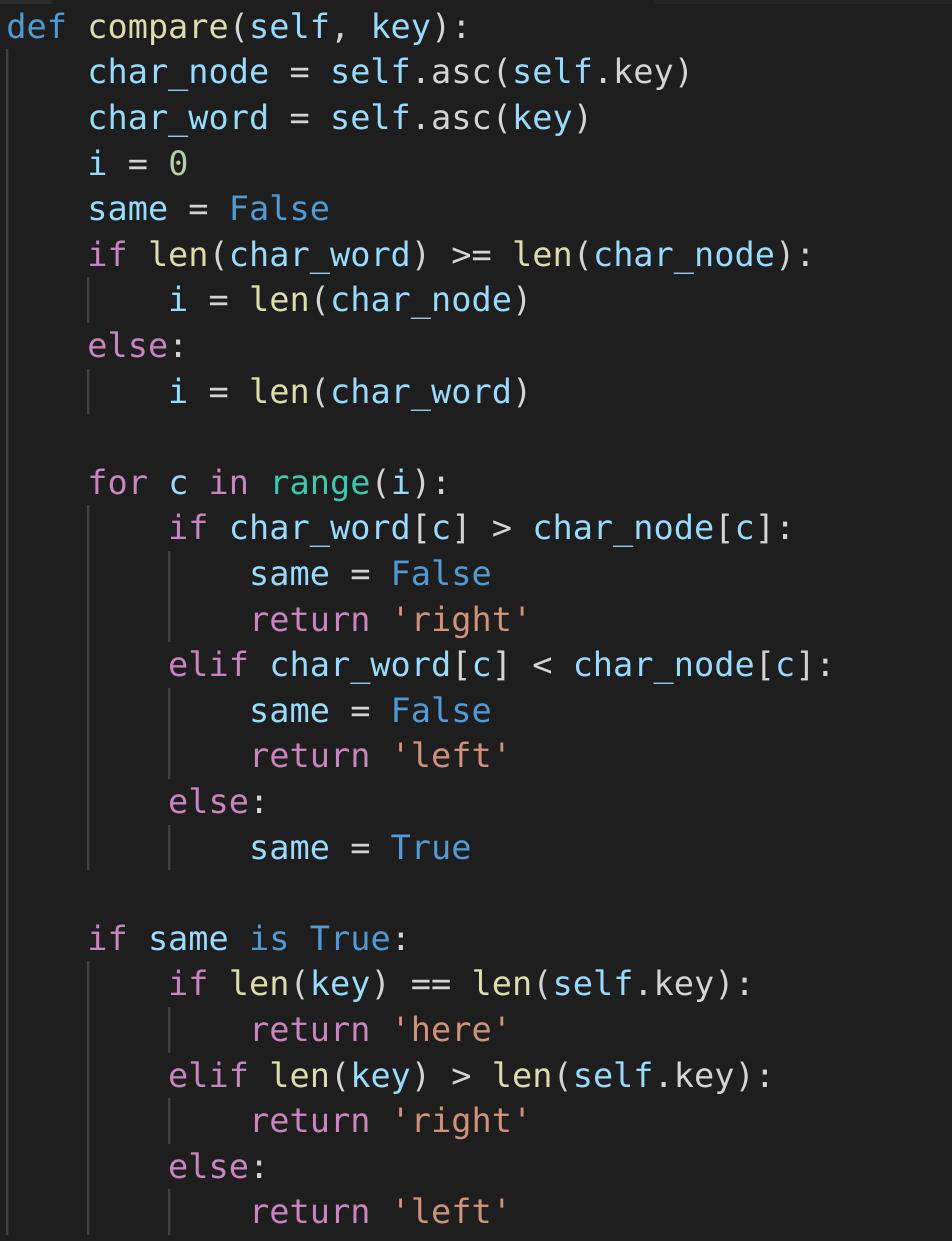 def compare(self, key):
    char_node = self.asc(self.key)
    char_word = self.asc(key)
    i = 0
    same = False
    if len(char_word) >= len(char_node):
        i = len(char_node)
    else:
        i = len(char_word)

    for c in range(i):
        if char_word[c] > char_node[c]:
            same = False
            return 'right'
        elif char_word[c] < char_node[c]:
            same = False
            return 'left'
        else:
            same = True

    if same is True:
        if len(key) == len(self.key):
            return 'here'
        elif len(key) > len(self.key):
            return 'right'
        else:
            return 'left'